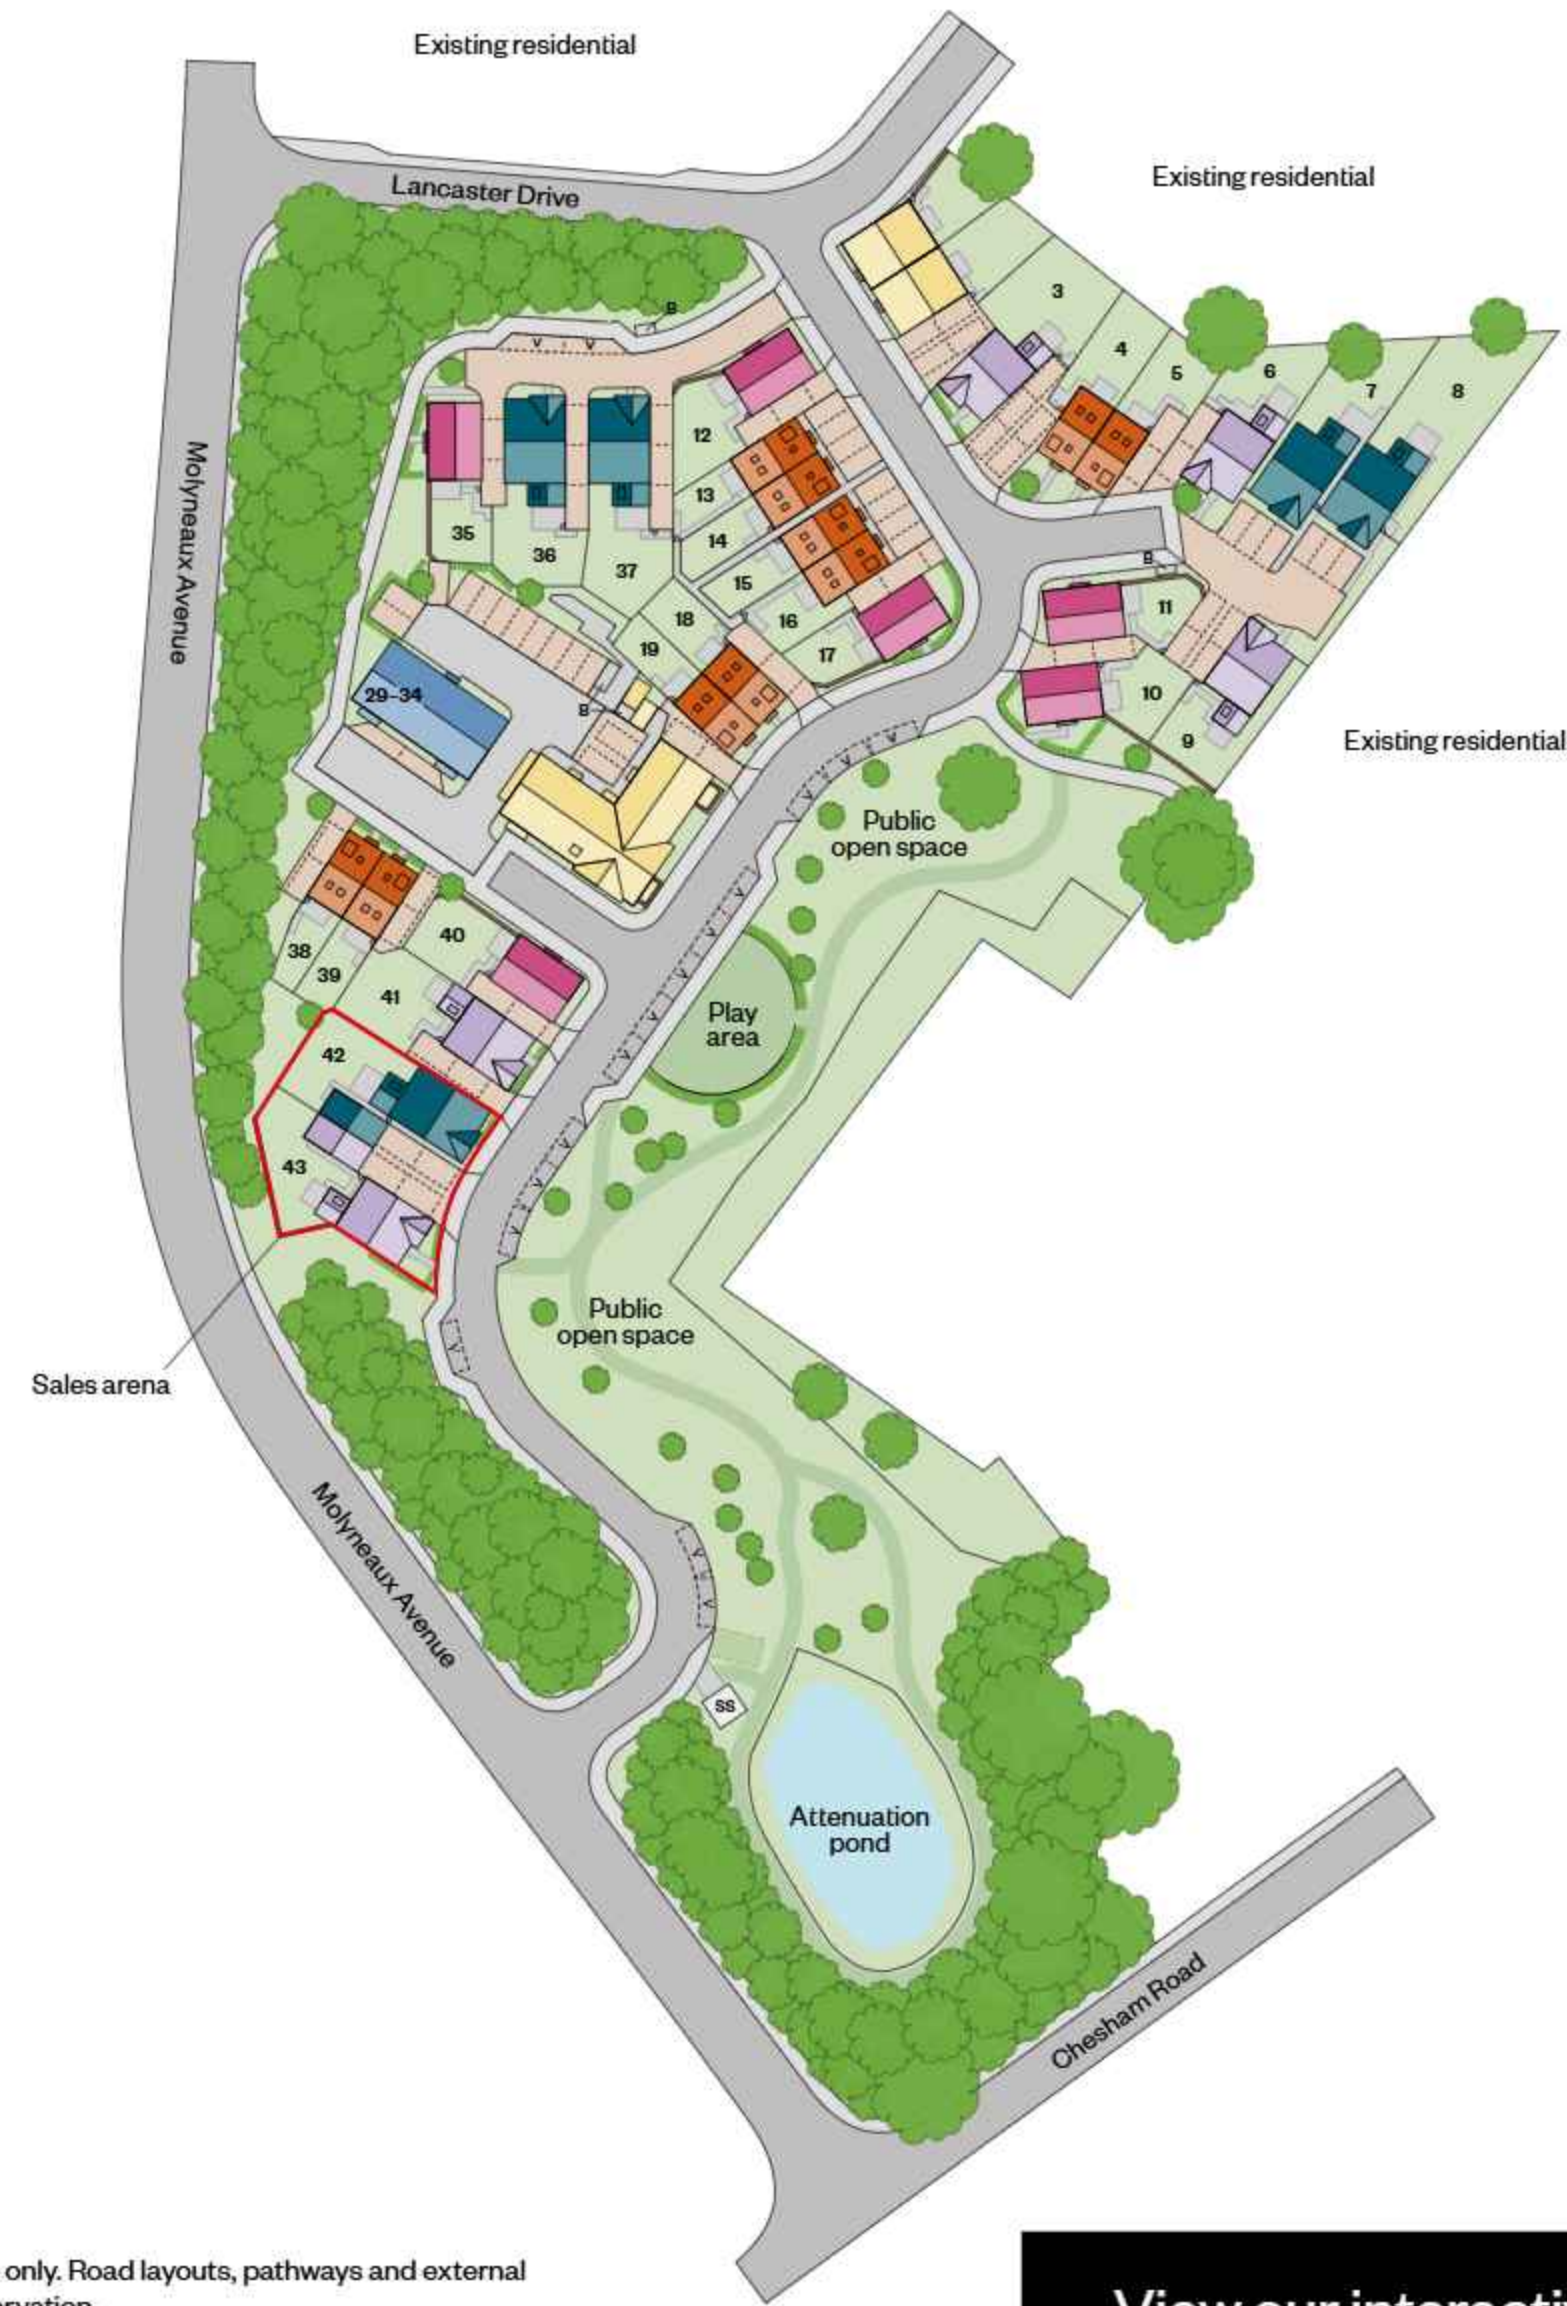 Existing residential
Lancaster Drive
Existing residential
B
3
4
5
6
7
8
12
13
14
15
16
17
18
19
35
36
37
B
11
10
9
Molyneaux Avenue
29-34
B
Existing residential
Public
open space
V
V
V
V
V
V
38
39
40
41
42
43
Play
area
Sales arena
Public
open space
V
Molyneaux Avenue
SS
Attenuation
pond
Chesham Road
only. Road layouts, pathways and external